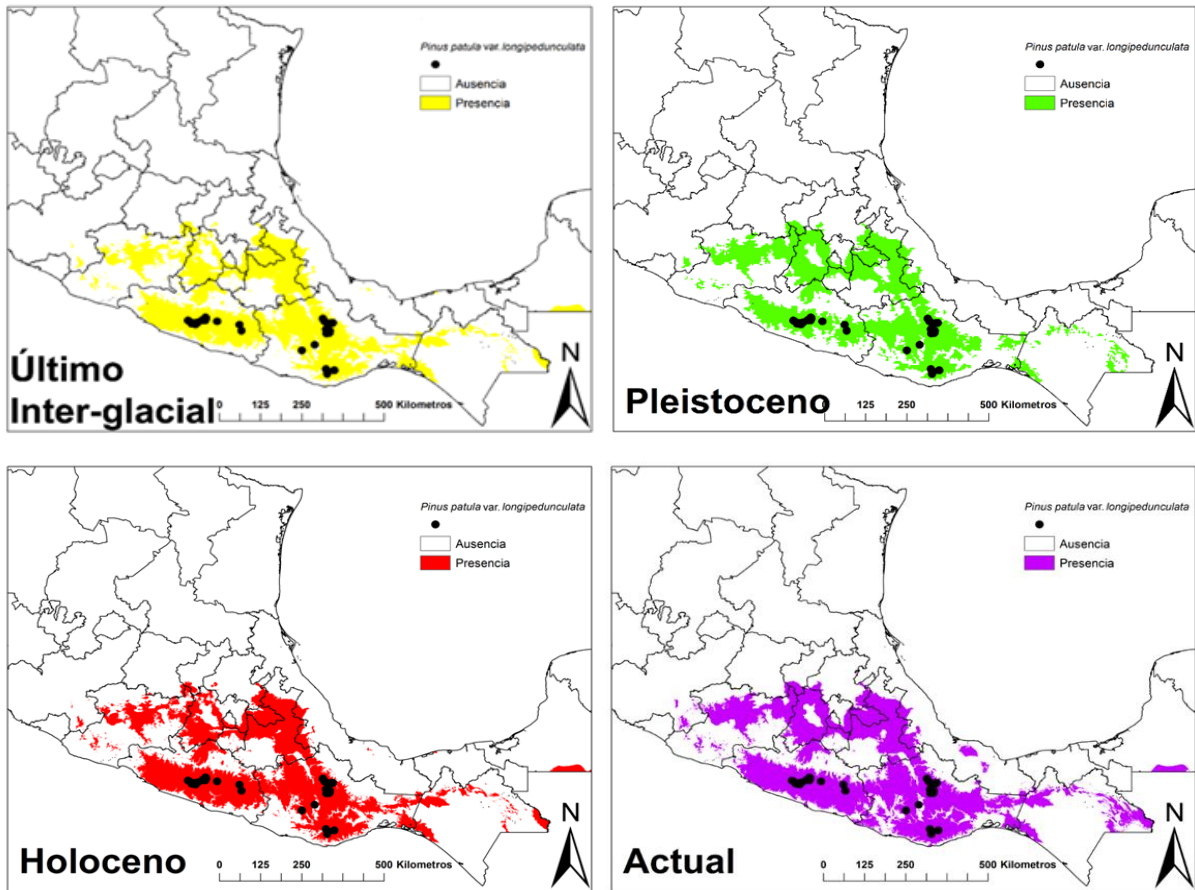 Pinus patula var. longipedunculata
Ausencia
Presencia
Último
Inter-glacial
N
0 125 250 500 Kilometros
Pinus patula var. longipedunculata
Ausencia
Presencia
Pleistoceno
N
0 125 250 500 Kilometros
Pinus patula var. longipedunculata
Ausencia
Presencia
Holoceno
N
0 125 250 500 Kilometros
Pinus patula var. longipedunculata
Ausencia
Presencia
Actual
N
0 125 250 500 Kilometros